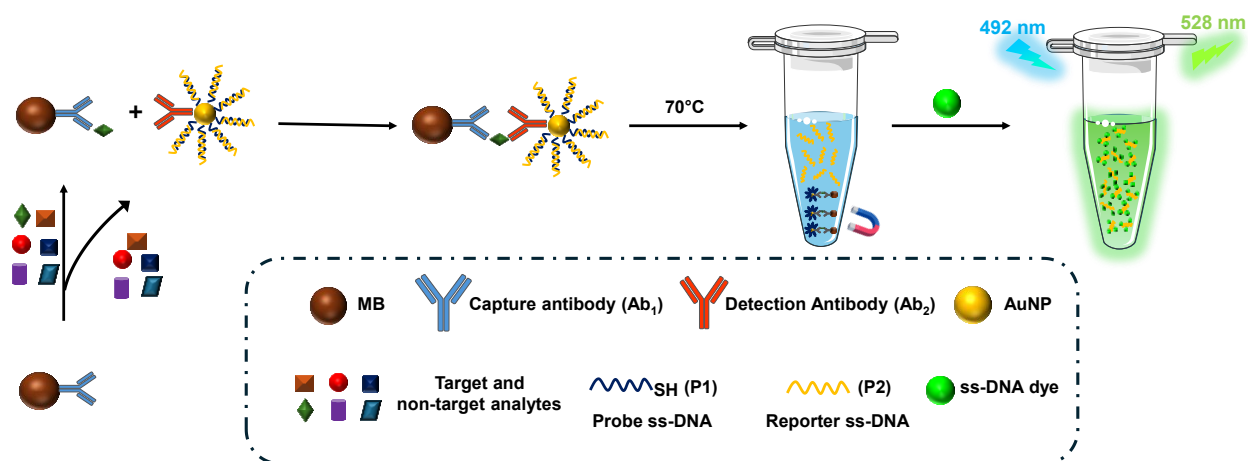 492 nm
528 nm
+
70°C
MB
Capture antibody (Ab₁)
Detection Antibody (Ab₂)
AuNP
Target and
non-target analytes
SH (P1)
Probe ss-DNA
(P2)
Reporter ss-DNA
ss-DNA dye